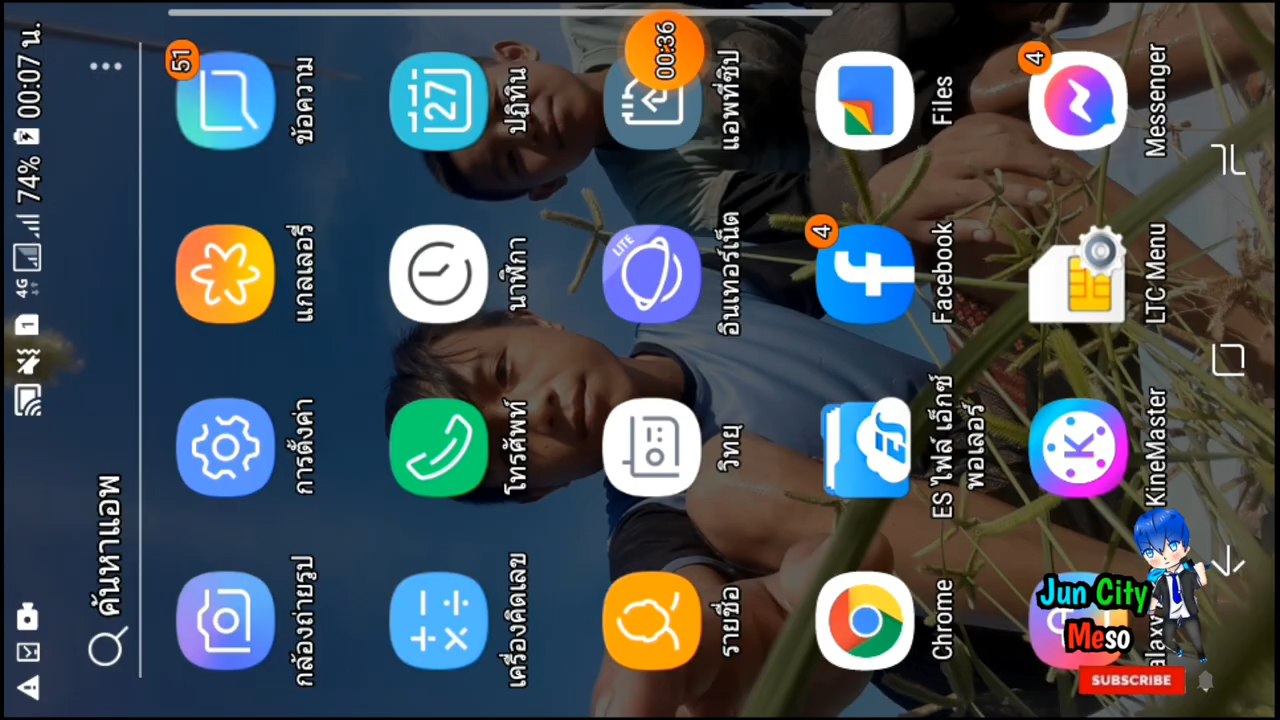 4G 74% 00:07 น.
ค้นหาแอพ
00:36
กล้องถ่ายรูป
การตั้งค่า
แกลเลอรี่
51
ข้อความ
เครื่องคิดเลข
โทรศัพท์
นาฬิกา
27
ปฏิทิน
รายชื่อ
วิทยุ
LITE
อินเทอร์เน็ต
แอพที่ซิป
Chrome
ES
ES ไฟล์ เอ็กซ์
พอเลอร์
4
Facebook
Files
K
KineMaster
LTC Menu
4
Messenger
Jun City
Meso
SUBSCRIBE